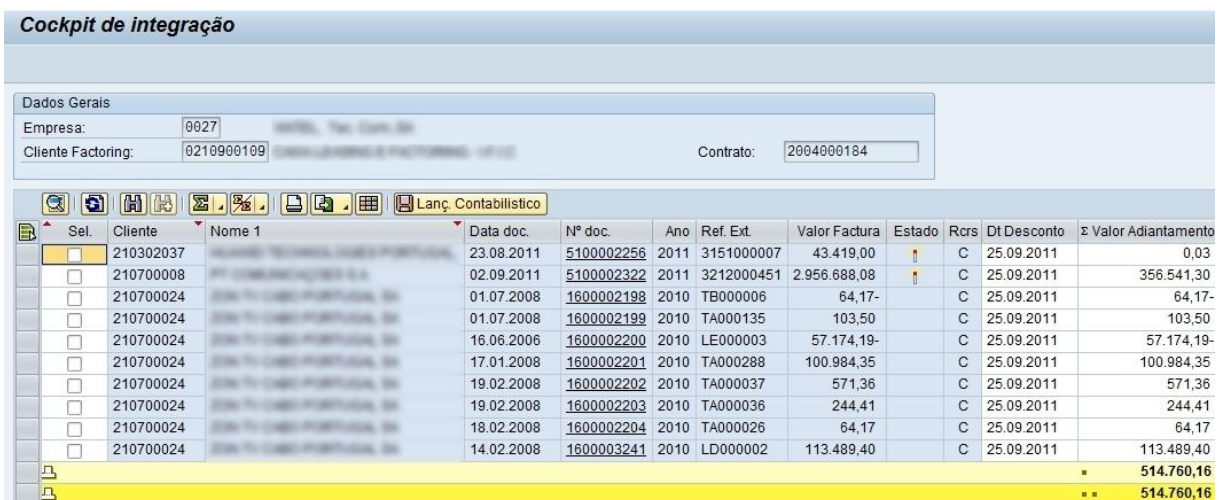 Cockpit de integração
Dados Gerais
Empresa: 0027
Cliente Factoring: 0210900109 Contrato: 2004000184
Lanç. Contabilistico
Sel. Cliente Nome 1 Data doc. Nº doc. Ano Ref. Ext. Valor Factura Estado Rcrs Dt Desconto Σ Valor Adiantamento
210302037 23.08.2011 5100002256 2011 3151000007 43.419,00 C 25.09.2011 0,03
210700008 02.09.2011 5100002322 2011 3212000451 2.956.688,08 C 25.09.2011 356.541,30
210700024 01.07.2008 1600002198 2010 TB000006 64,17- C 25.09.2011 64,17-
210700024 01.07.2008 1600002199 2010 TA000135 103,50 C 25.09.2011 103,50
210700024 16.06.2006 1600002200 2010 LE000003 57.174,19- C 25.09.2011 57.174,19-
210700024 17.01.2008 1600002201 2010 TA000288 100.984,35 C 25.09.2011 100.984,35
210700024 19.02.2008 1600002202 2010 TA000037 571,36 C 25.09.2011 571,36
210700024 19.02.2008 1600002203 2010 TA000036 244,41 C 25.09.2011 244,41
210700024 18.02.2008 1600002204 2010 TA000026 64,17 C 25.09.2011 64,17
210700024 14.02.2008 1600003241 2010 LD000002 113.489,40 C 25.09.2011 113.489,40
514.760,16
514.760,16